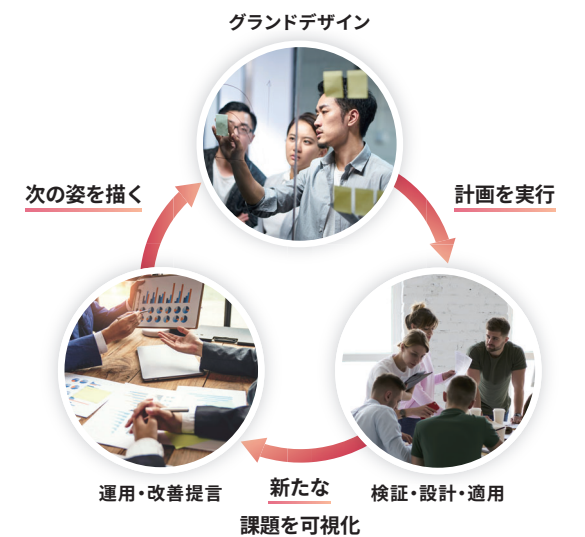 グランドデザイン
次の姿を描く
計画を実行
運用・改善提言
新たな
課題を可視化
検証・設計・適用